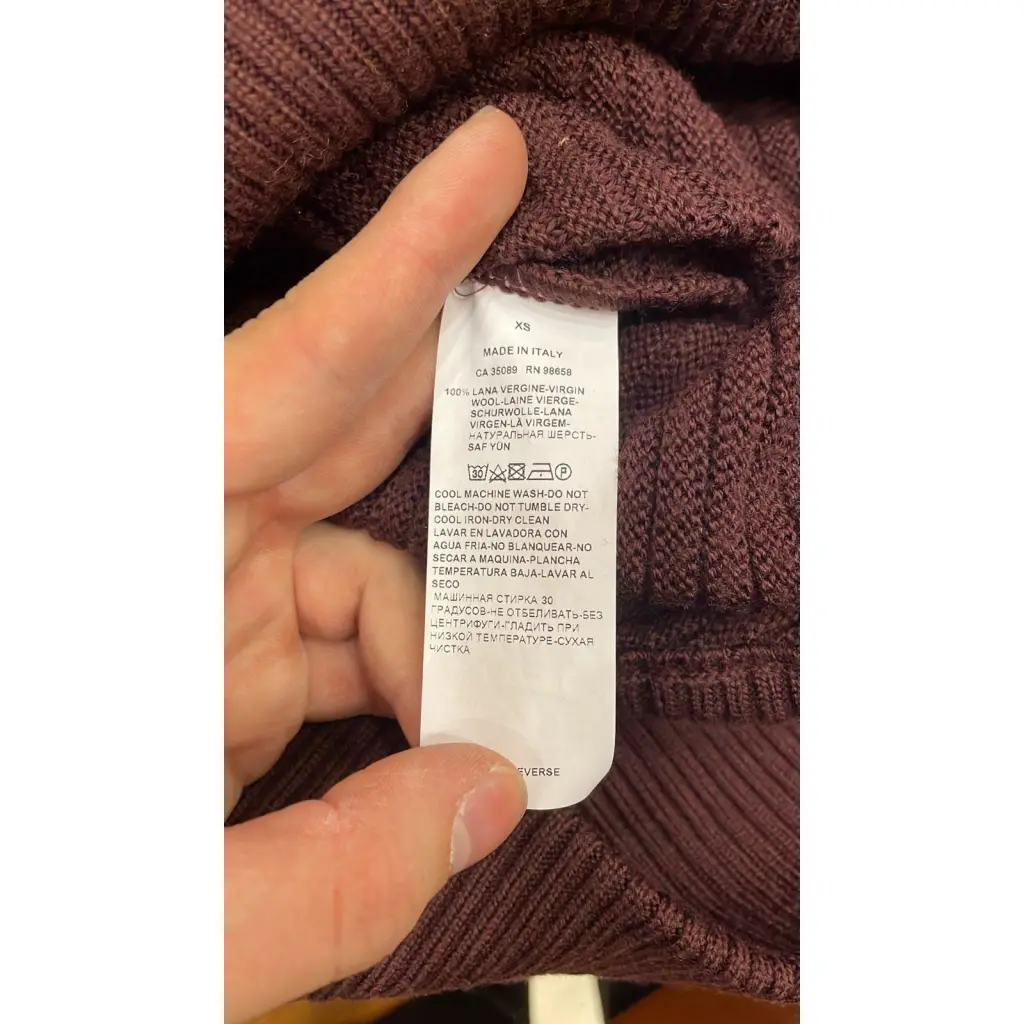 XS
MADE IN ITALY
CA 35089 RN 98658
100% LANA VERGINE-VIRGIN
WOOL-LAINE VIERGE-
SCHURWOLLE-LANA
VIRGEN-LÀ VIRGEM-
НАТУРАЛЬНАЯ ШЕРСТЬ-
SAF YÜN
30 P
COOL MACHINE WASH-DO NOT
BLEACH-DO NOT TUMBLE DRY-
COOL IRON-DRY CLEAN
LAVAR EN LAVADORA CON
AGUA FRIA-NO BLANQUEAR-NO
SECAR A MAQUINA-PLANCHA
TEMPERATURA BAJA-LAVAR AL
SECO
МАШИННАЯ СТИРКА 30
ГРАДУСОВ-НЕ ОТБЕЛИВАТЬ-БЕЗ
ЦЕНТРИФУГИ-ГЛАДИТЬ ПРИ
НИЗКОЙ ТЕМПЕРАТУРЕ-СУХАЯ
ЧИСТКА
EVERSE